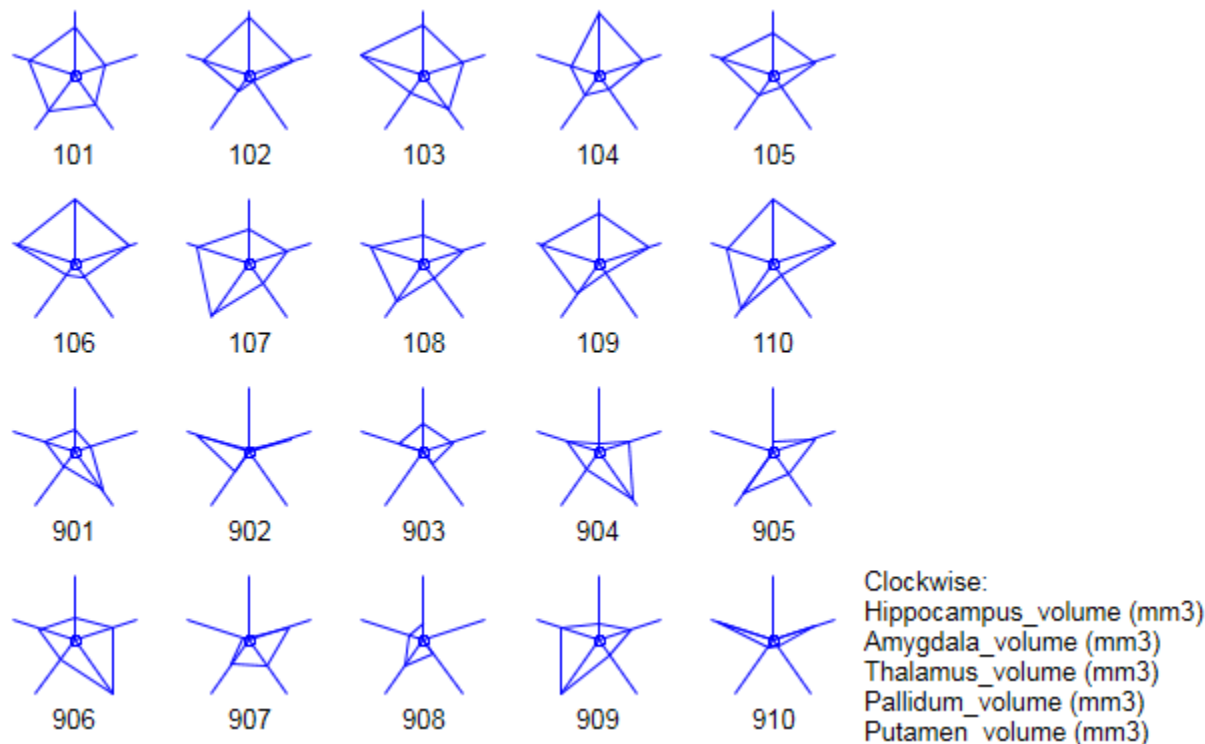 101 102 103 104 105
106 107 108 109 110
901 902 903 904 905
906 907 908 909 910
Clockwise:
Hippocampus_volume (mm3)
Amygdala_volume (mm3)
Thalamus_volume (mm3)
Pallidum_volume (mm3)
Putamen_volume (mm3)